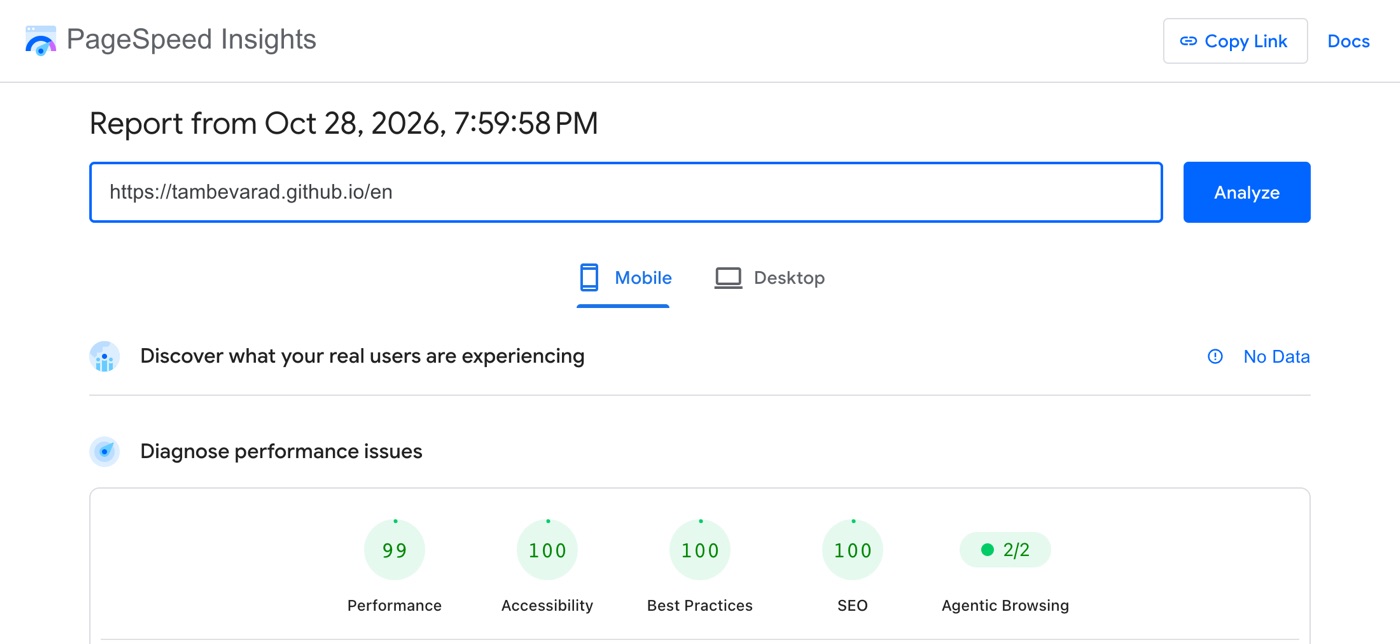 PageSpeed Insights
Copy Link
Docs
Report from Oct 28, 2026, 7:59:58 PM
https://tambevarad.github.io/en
Analyze
Mobile
Desktop
Discover what your real users are experiencing
No Data
Diagnose performance issues
99
100
100
100
2/2
Performance
Accessibility
Best Practices
SEO
Agentic Browsing